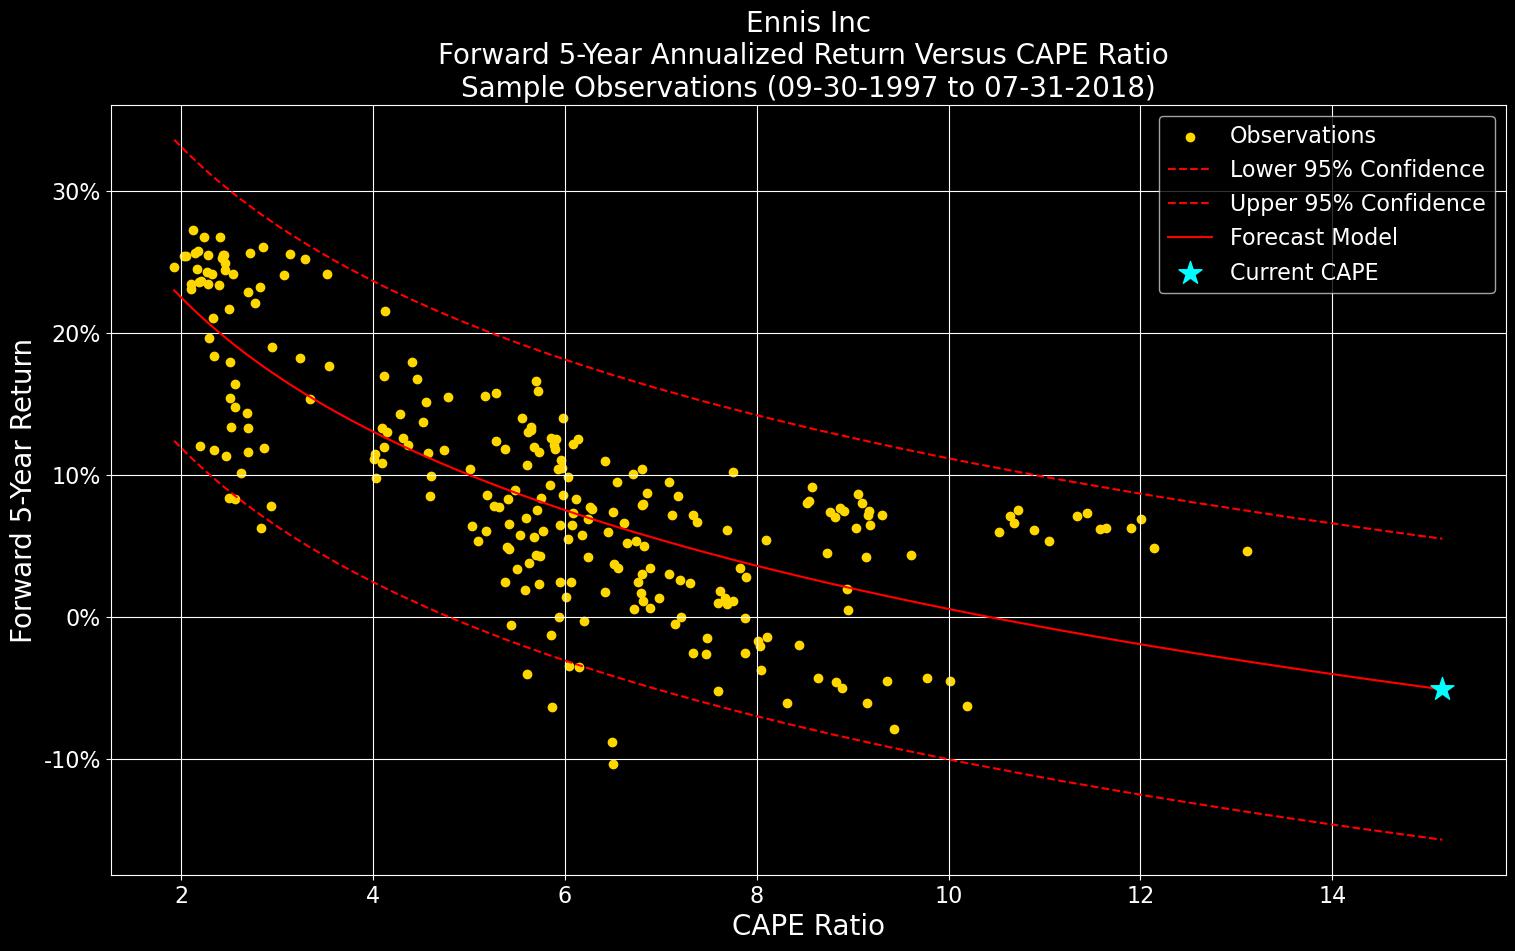 Ennis Inc
Forward 5-Year Annualized Return Versus CAPE Ratio
Sample Observations (09-30-1997 to 07-31-2018)
Observations
Lower 95% Confidence
Upper 95% Confidence
Forecast Model
Current CAPE
Forward 5-Year Return
30%
20%
10%
0%
-10%
2 4 6 8 10 12 14
CAPE Ratio